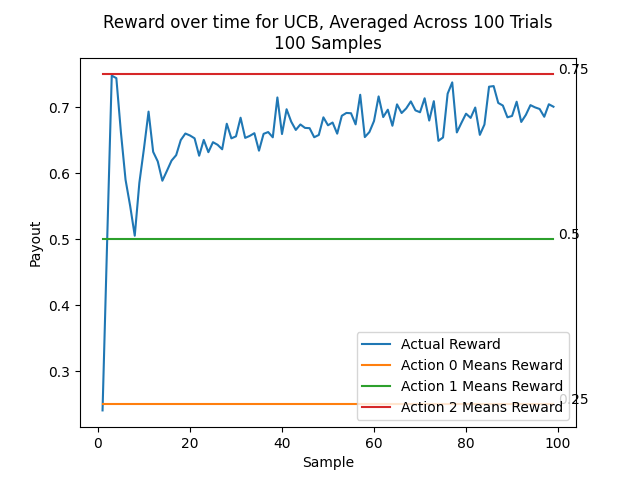 Reward over time for UCB, Averaged Across 100 Trials
100 Samples
0.75
0.7
0.6
0.5
0.5
0.4
0.3
0.25
Payout
Actual Reward
Action 0 Means Reward
Action 1 Means Reward
Action 2 Means Reward
0
20
40
60
80
100
Sample